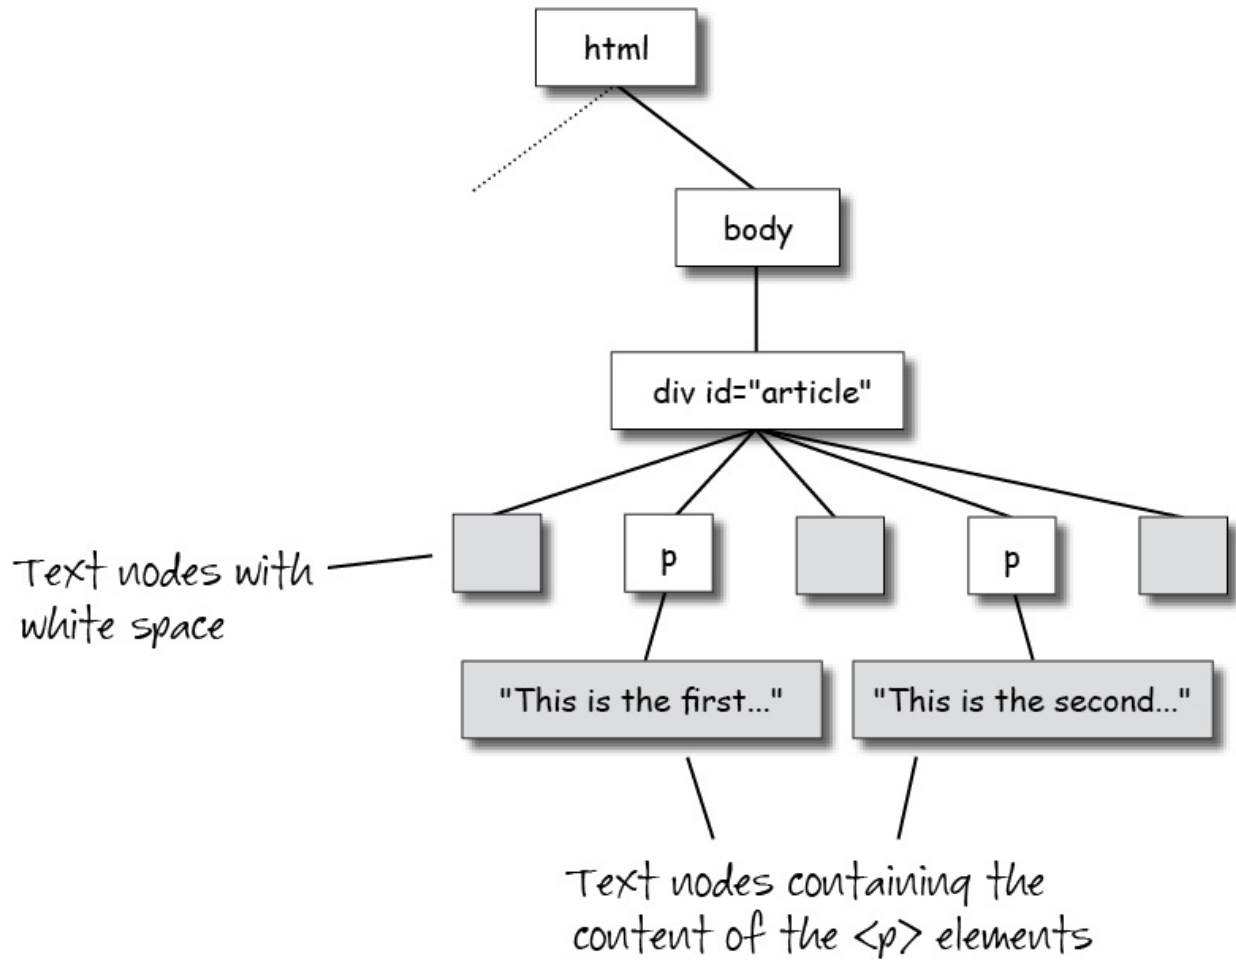 html
body
div id="article"
p
p
Text nodes with
white space
"This is the first..."
"This is the second..."
Text nodes containing the
content of the <p> elements